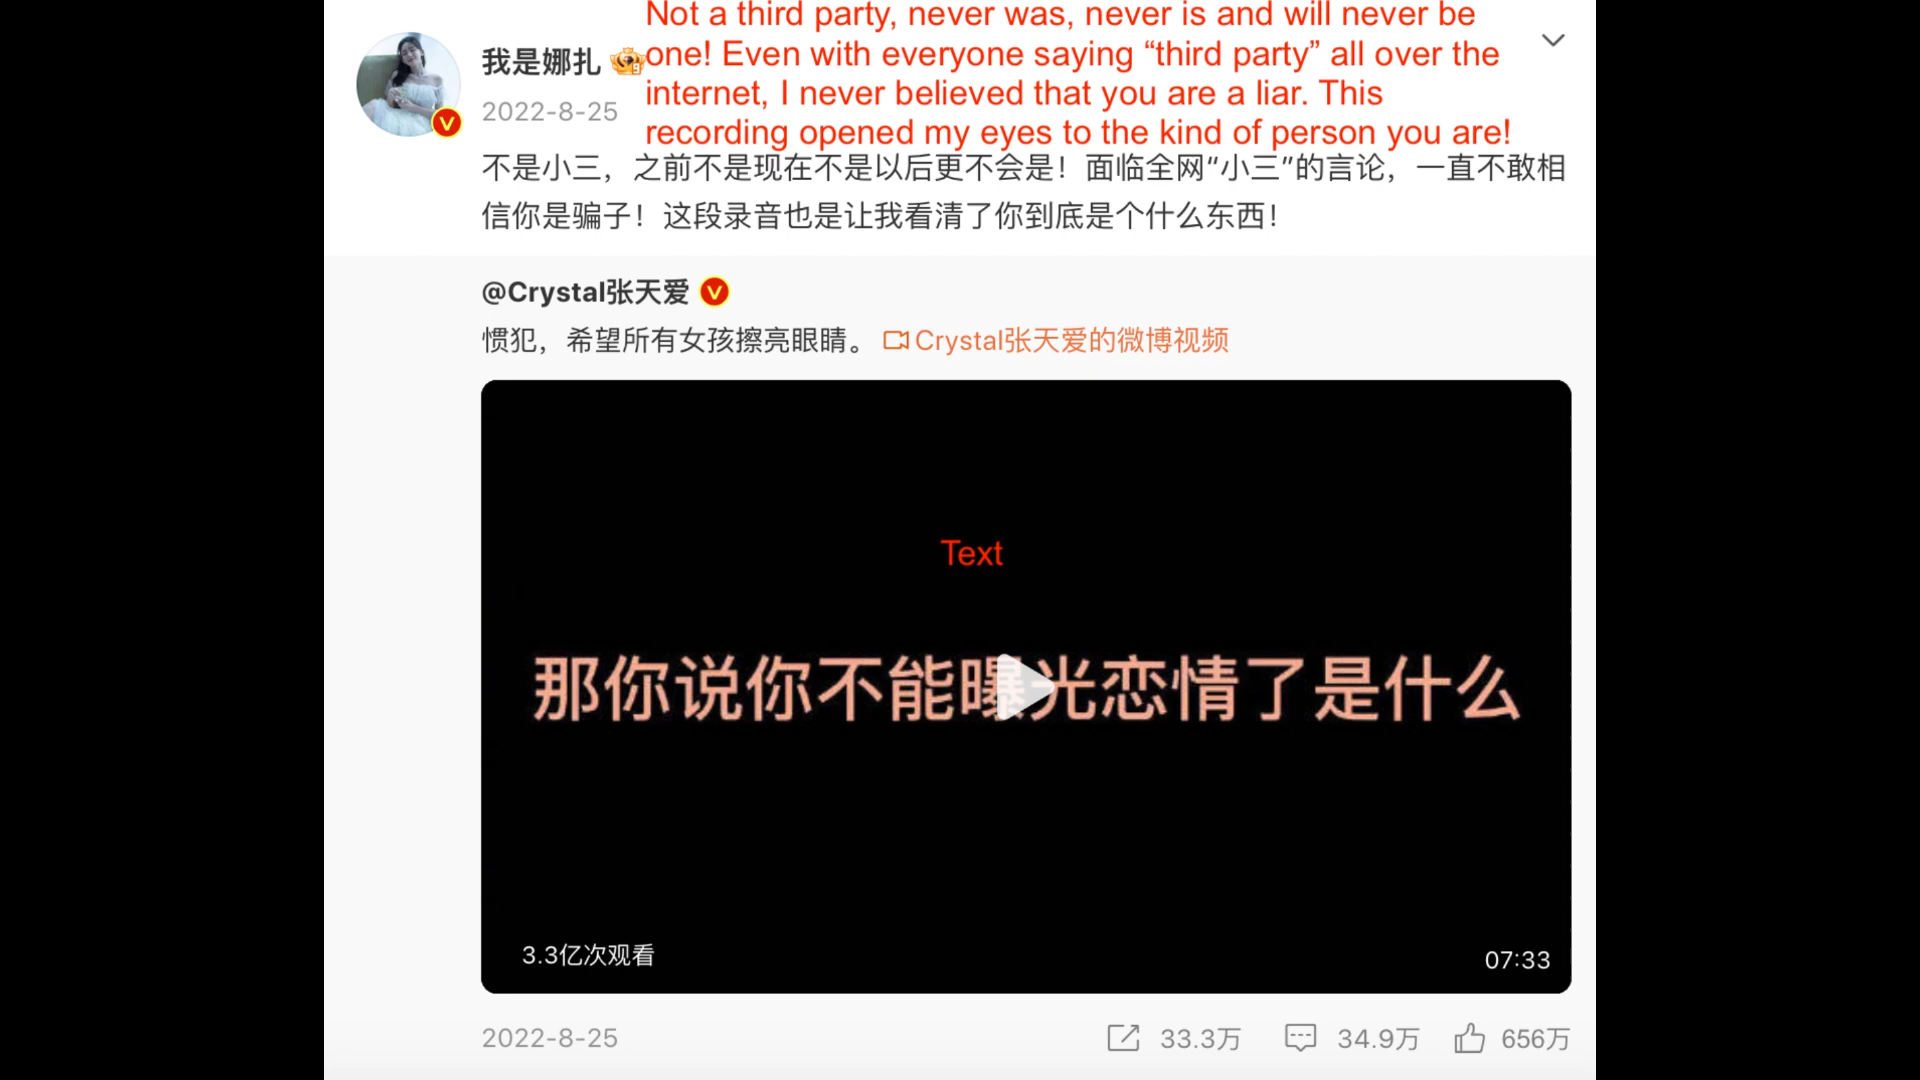 Not a third party, never was, never is and will never be
我是娜扎 9 one! Even with everyone saying “third party” all over the
internet, I never believed that you are a liar. This
2022-8-25
recording opened my eyes to the kind of person you are!
不是小三，之前不是现在不是以后更不会是！面临全网“小三”的言论，一直不敢相
信你是骗子！这段录音也是让我看清了你到底是个什么东西！
@Crystal张天爱 V
惯犯，希望所有女孩擦亮眼睛。 Crystal张天爱的微博视频
Text
那你说你不能曝光恋情了是什么
3.3亿次观看
07:33
2022-8-25 33.3万 34.9万 656万